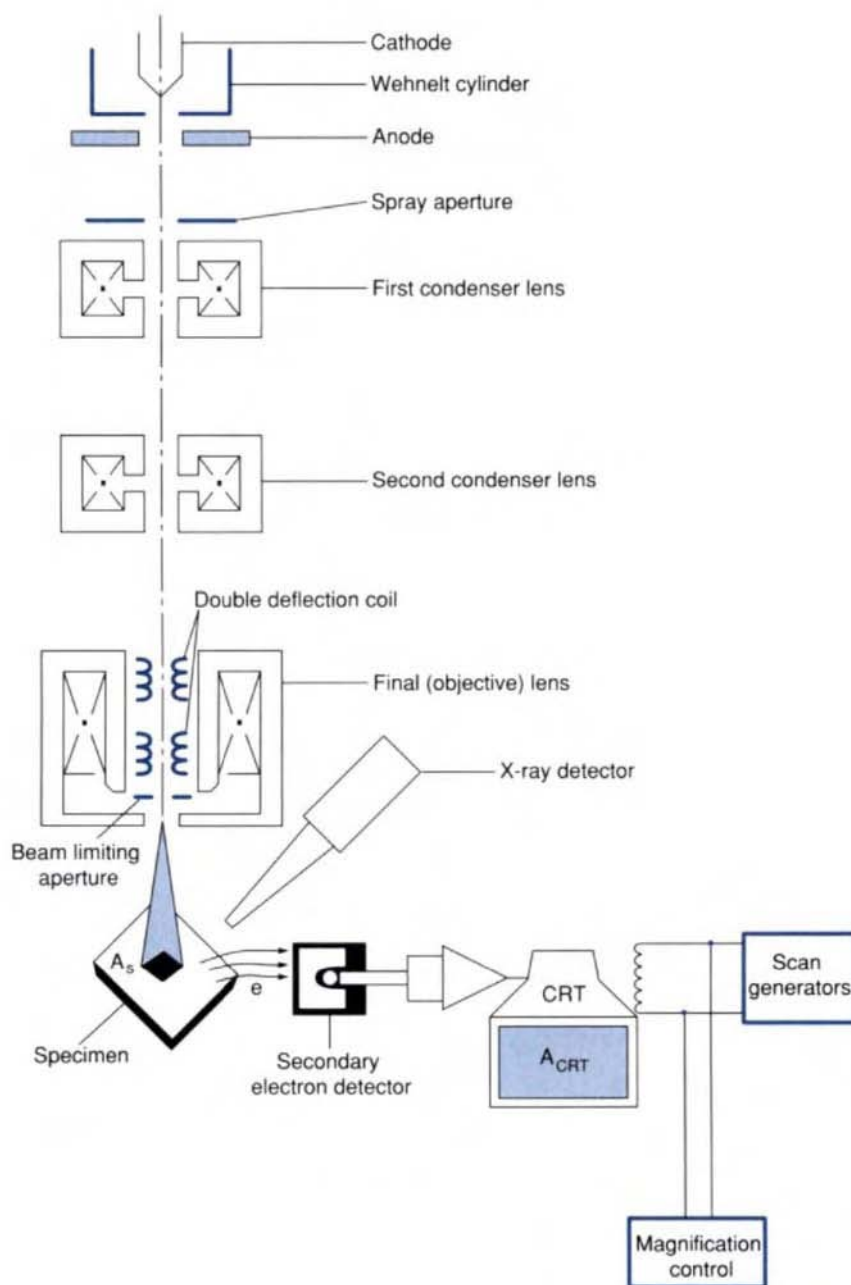 Cathode
Wehnelt cylinder
Anode
Spray aperture
First condenser lens
Second condenser lens
Double deflection coil
Final (objective) lens
X-ray detector
Beam limiting
aperture
As
e
Specimen
Secondary
electron detector
CRT
ACRT
Scan
generators
Magnification
control